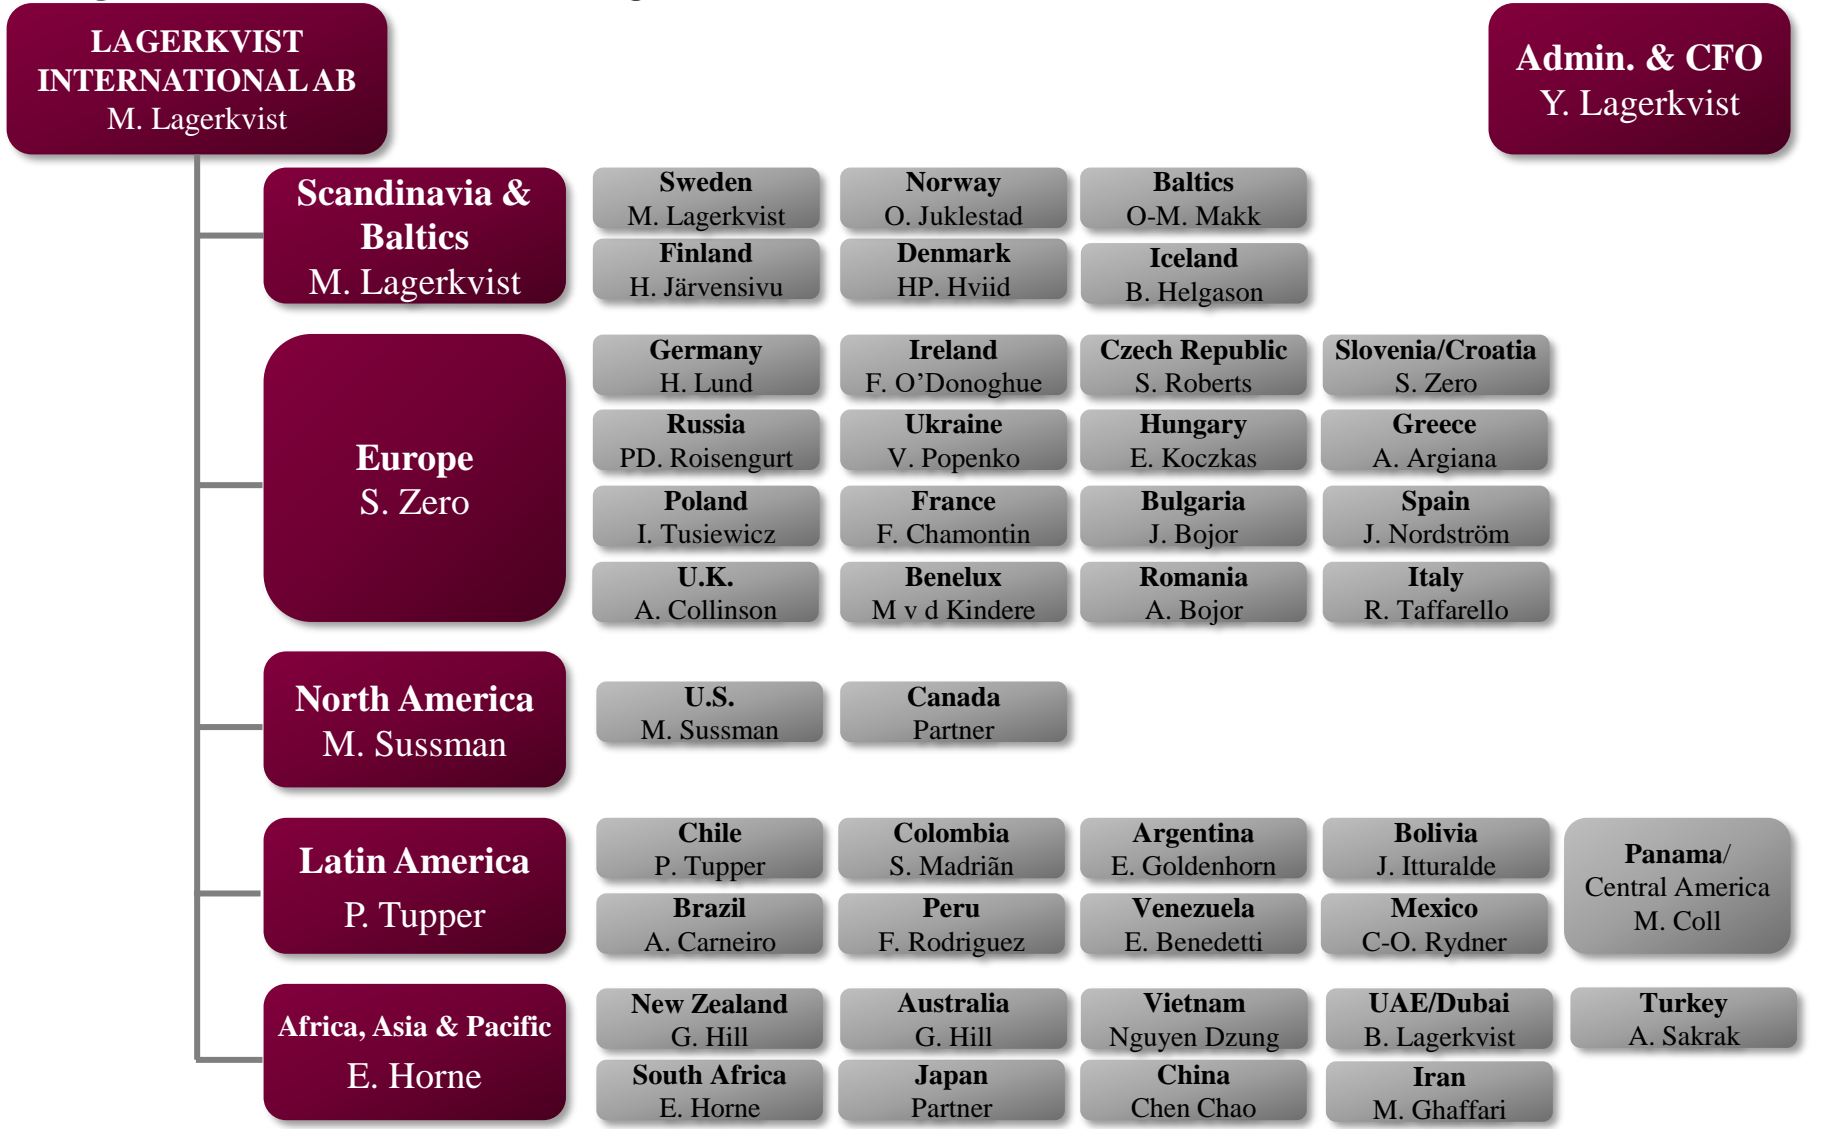 LAGERKVIST
INTERNATIONAL AB
M. Lagerkvist
Admin. & CFO
Y. Lagerkvist
Scandinavia &
Baltics
M. Lagerkvist
Sweden
M. Lagerkvist
Norway
O. Juklestad
Baltics
O-M. Makk
Finland
H. Järvensivu
Denmark
HP. Hviid
Iceland
B. Helgason
Europe
S. Zero
Germany
H. Lund
Ireland
F. O’Donoghue
Czech Republic
S. Roberts
Slovenia/Croatia
S. Zero
Russia
PD. Roisengurt
Ukraine
V. Popenko
Hungary
E. Koczkas
Greece
A. Argiana
Poland
I. Tusiewicz
France
F. Chamontin
Bulgaria
J. Bojor
Spain
J. Nordström
U.K.
A. Collinson
Benelux
M v d Kindere
Romania
A. Bojor
Italy
R. Taffarello
North America
M. Sussman
U.S.
M. Sussman
Canada
Partner
Latin America
P. Tupper
Chile
P. Tupper
Colombia
S. Madriãn
Argentina
E. Goldenhorn
Bolivia
J. Itturalde
Panama/
Central America
M. Coll
Brazil
A. Carneiro
Peru
F. Rodriguez
Venezuela
E. Benedetti
Mexico
C-O. Rydner
Africa, Asia & Pacific
E. Horne
New Zealand
G. Hill
Australia
G. Hill
Vietnam
Nguyen Dzung
UAE/Dubai
B. Lagerkvist
Turkey
A. Sakrak
South Africa
E. Horne
Japan
Partner
China
Chen Chao
Iran
M. Ghaffari